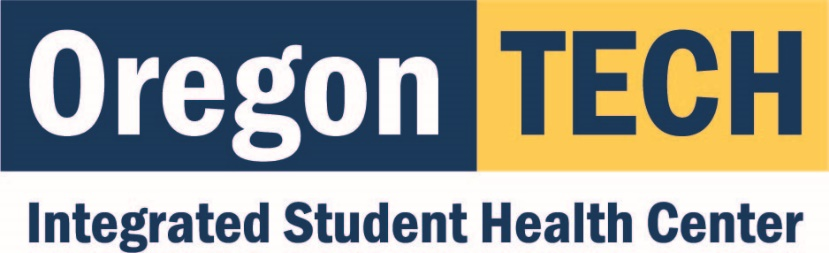 Oregon TECH
Integrated Student Health Center